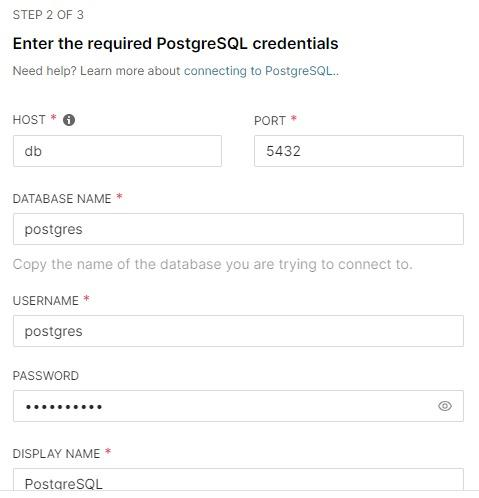 STEP 2 OF 3
Enter the required PostgreSQL credentials
Need help? Learn more about connecting to PostgreSQL..
HOST * PORT *
db 5432
DATABASE NAME *
postgres
Copy the name of the database you are trying to connect to.
USERNAME *
postgres
PASSWORD
••••••••••
DISPLAY NAME *
PostgreSQL